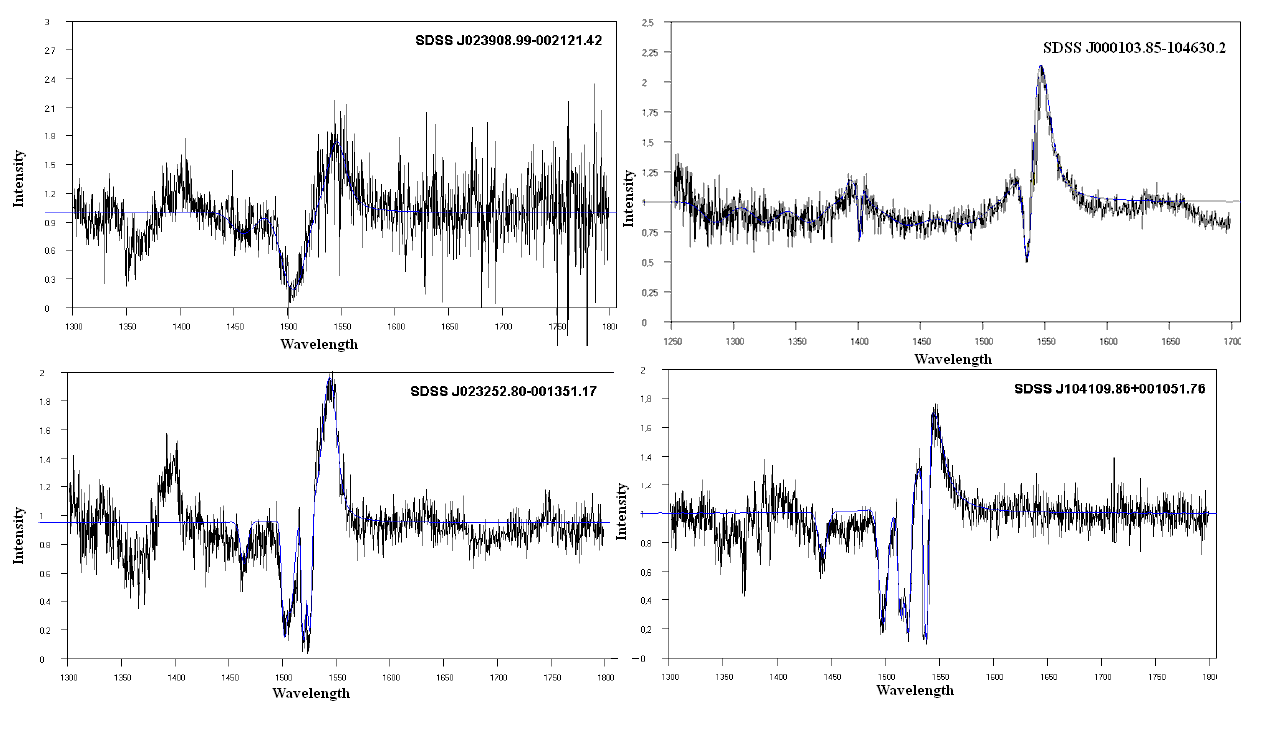 SDSS J023908.99-002121.42
Intensity
3
2.7
2.4
2.1
1.8
1.5
1.2
0.9
0.6
0.3
0
1300 1350 1400 1450 1500 1550 1600 1650 1700 1750 1800
Wavelength
SDSS J000103.85-104630.2
Intensity
2,5
2,25
2
1,75
1,5
1,25
1
0,75
0,5
0,25
0
1250 1300 1350 1400 1450 1500 1550 1600 1650 1700
Wavelength
SDSS J023252.80-001351.17
Intensity
2
1.8
1.6
1.4
1.2
1
0.8
0.6
0.4
0.2
0
1300 1350 1400 1450 1500 1550 1600 1650 1700 1750 1800
Wavelength
SDSS J104109.86+001051.76
Intensity
2
1,8
1,6
1,4
1,2
1
0,8
0,6
0,4
0,2
−0
1300 1350 1400 1450 1500 1550 1600 1650 1700 1750 1800
Wavelength